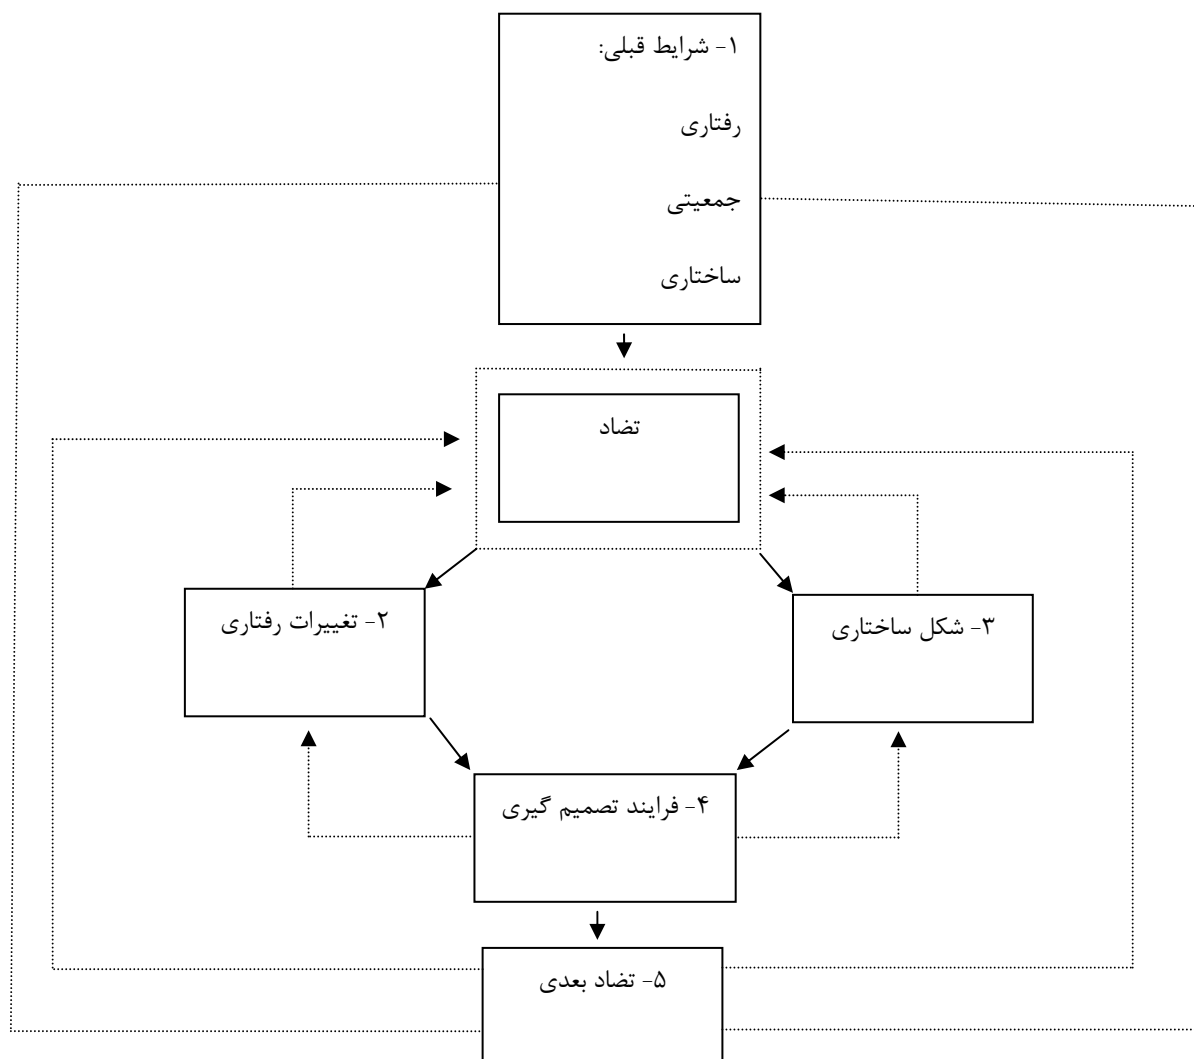 ۱- شرایط قبلی:
رفتاری
جمعیتی
ساختاری
تضاد
۲- تغییرات رفتاری
۳- شکل ساختاری
۴- فرایند تصمیم گیری
۵- تضاد بعدی